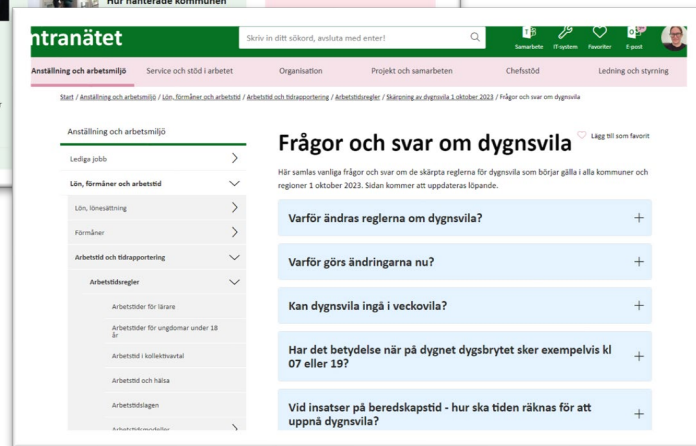 Hur hanterade kommunen
ntranätet
Skriv in ditt sökord, avsluta med enter!
Samarbete IT-system Favoriter E-post
Anställning och arbetsmiljö Service och stöd i arbetet Organisation Projekt och samarbeten Chefsstöd Ledning och styrning
Start / Anställning och arbetsmiljö / Lön, förmåner och arbetstid / Arbetstid och tidrapportering / Arbetstidsregler / Skärpning av dygnsvila 1 oktober 2023 / Frågor och svar om dygnsvila
Anställning och arbetsmiljö
Lediga jobb
Lön, förmåner och arbetstid
Lön, lönesättning
Förmåner
Arbetstid och tidrapportering
Arbetstidsregler
Arbetstider för lärare
Arbetstider för ungdomar under 18
år
Arbetstid i kollektivavtal
Arbetstid och hälsa
Arbetstidslagen
Arbetstidsmodeller
Frågor och svar om dygnsvila
Lägg till som favorit
Här samlas vanliga frågor och svar om de skärpta reglerna för dygnsvila som börjar gälla i alla kommuner och
regioner 1 oktober 2023. Sidan kommer att uppdateras löpande.
Varför ändras reglerna om dygnsvila?
Varför görs ändringarna nu?
Kan dygnsvila ingå i veckovila?
Har det betydelse när på dygnet dygsbrytet sker exempelvis kl
07 eller 19?
Vid insatser på beredskapstid - hur ska tiden räknas för att
uppnå dygnsvila?